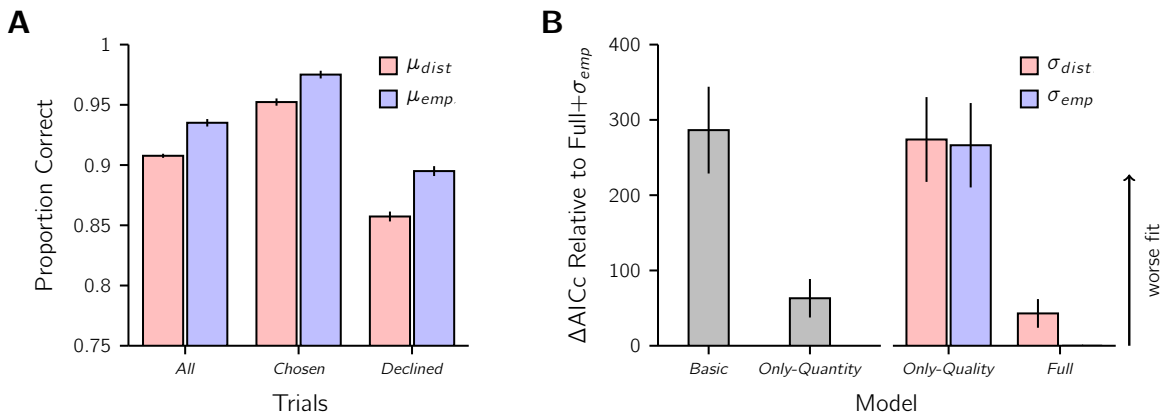 A
Proportion Correct
1
0.95
0.9
0.85
0.8
0.75
μdist
μemp
All
Chosen
Declined
Trials
B
ΔAICc Relative to Full+σemp
400
300
200
100
0
σdist
σemp
Basic
Only-Quantity
Only-Quality
Full
Model
worse fit